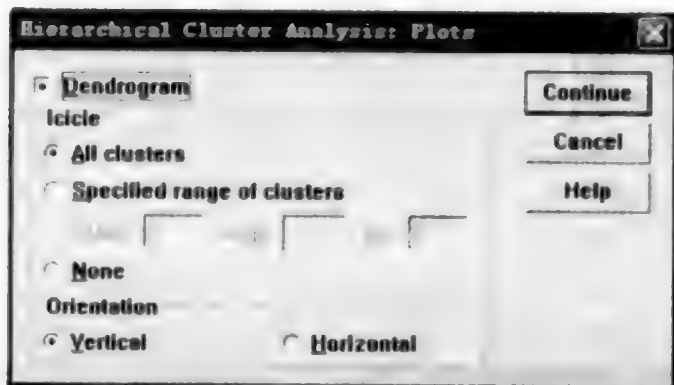 Hierarchical Cluster Analysis: Plots
Dendrogram
Continue
Icicle
All clusters
Cancel
Specified range of clusters
Help
None
Orientation
Vertical
Horizontal